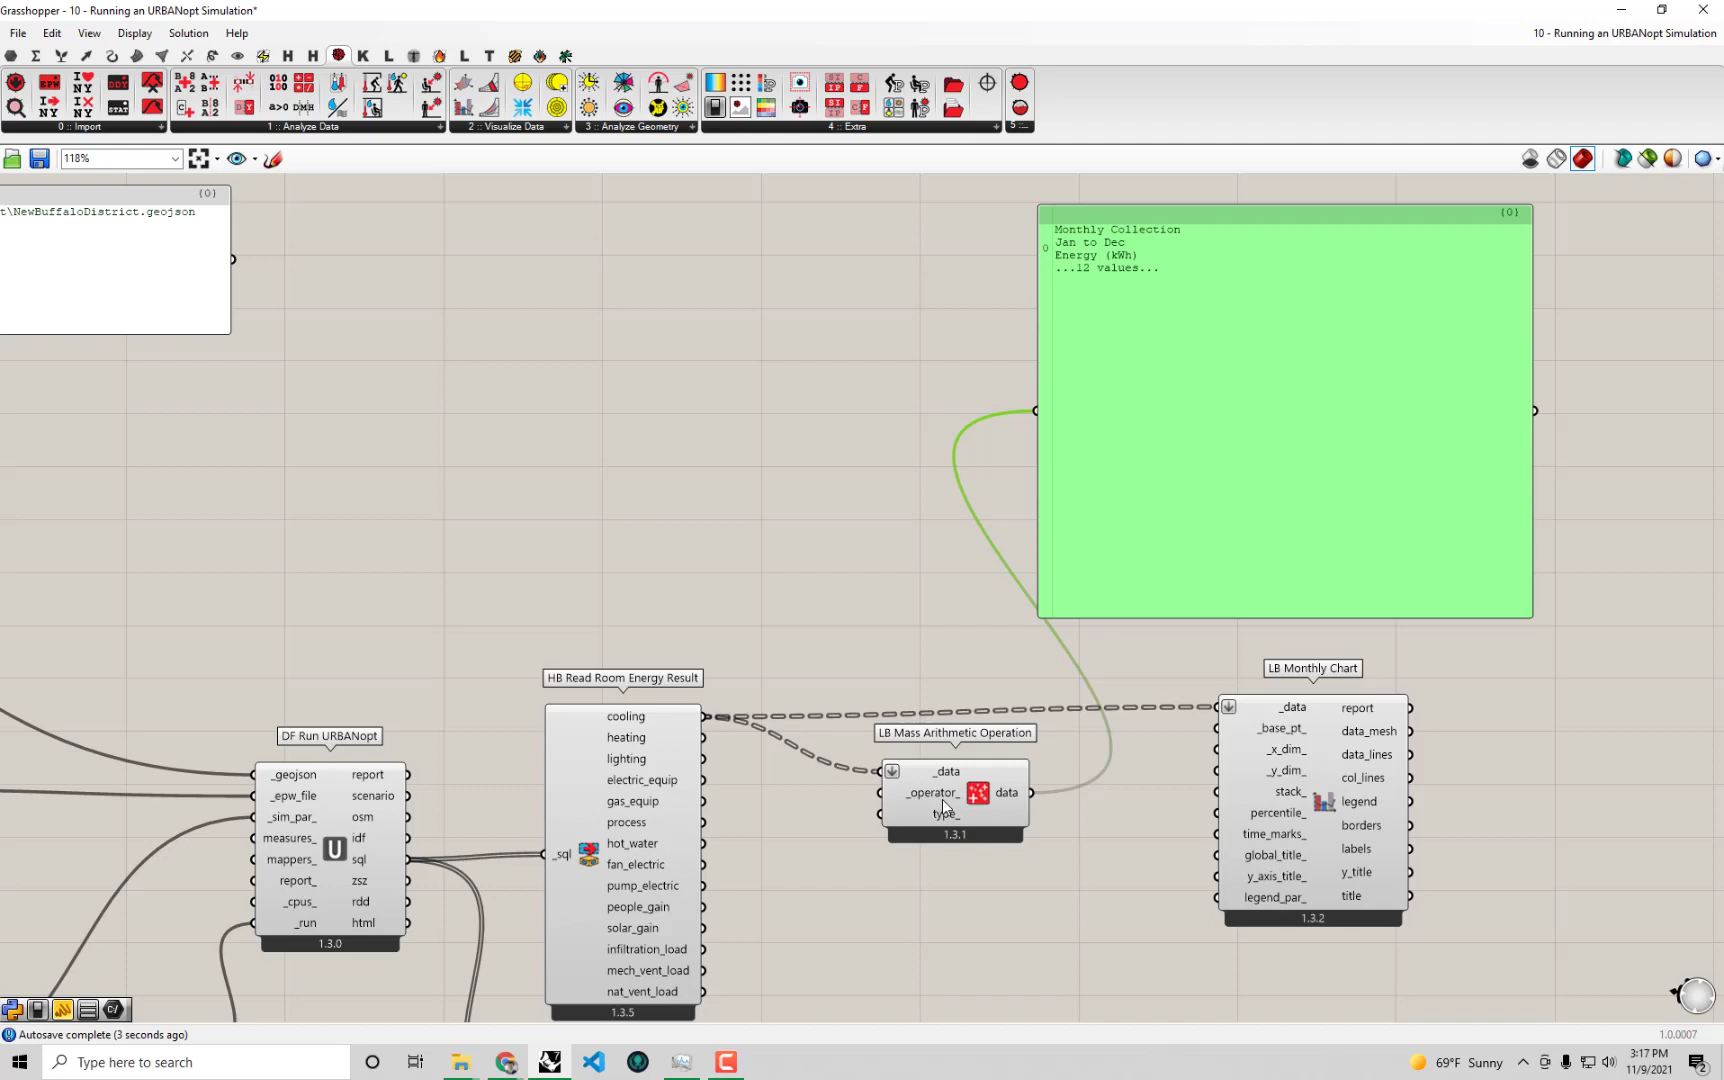 Grasshopper - 10 - Running an URBANopt Simulation*
File Edit View Display Solution Help
10 - Running an URBANopt Simulation
H H K L L T
0 :: Import
1 :: Analyze Data
2 :: Visualize Data
3 :: Analyze Geometry
4 :: Extra
5 ::
118%
{0}
t\NewBuffaloDistrict.geojson
{0}
0
Monthly Collection
Jan to Dec
Energy (kWh)
...12 values...
DF Run URBANopt
_geojson report
_epw_file scenario
_sim_par_ osm
measures_ idf
mappers_ sql
report_ zsz
_cpus_ rdd
_run html
U
1.3.0
HB Read Room Energy Result
cooling
heating
lighting
electric_equip
gas_equip
process
hot_water
_sql
fan_electric
pump_electric
people_gain
solar_gain
infiltration_load
mech_vent_load
nat_vent_load
1.3.5
LB Mass Arithmetic Operation
_data
_operator_ data
type_
1.3.1
LB Monthly Chart
_data report
_base_pt_ data_mesh
_x_dim_ data_lines
_y_dim_ col_lines
stack_ legend
percentile_ borders
time_marks_ labels
global_title_ y_title
y_axis_title_ title
legend_par_
1.3.2
Autosave complete (3 seconds ago)
1.0.0007
Type here to search
69°F Sunny
3:17 PM
11/9/2021
2